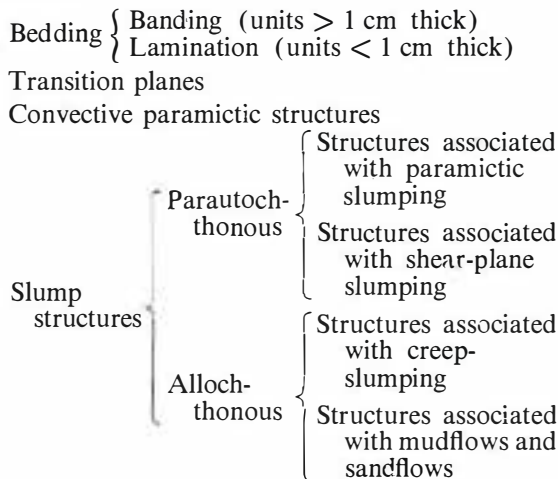 Bedding { Banding (units > 1 cm thick)
Lamination (units < 1 cm thick)
Transition planes
Convective paramictic structures
Slump
structures
Parautoch-
thonous
Structures associated
with paramictic
slumping
Structures associated
with shear-plane
slumping
Alloch-
thonous
Structures associated
with creep-
slumping
Structures associated
with mudflows and
sandflows